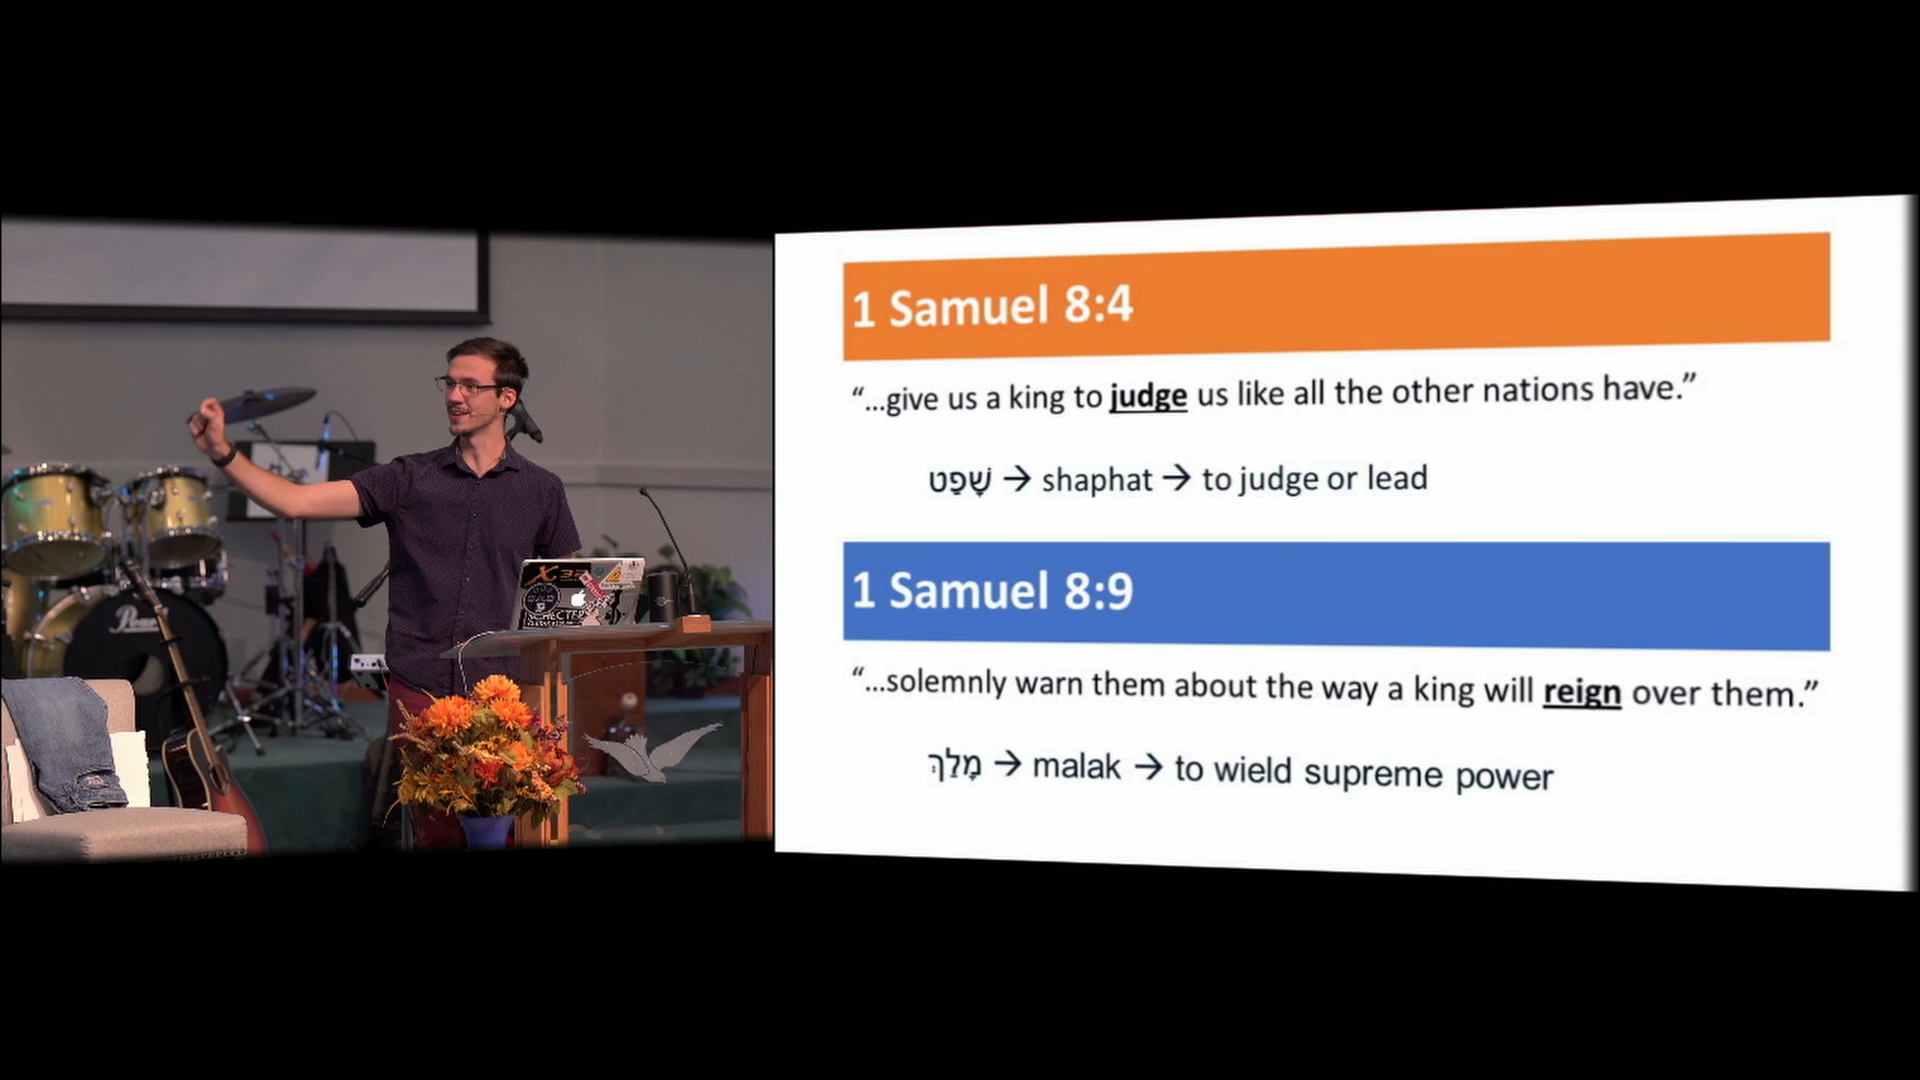 1 Samuel 8:4
“...give us a king to judge us like all the other nations have.”
שָׁפַט → shaphat → to judge or lead
1 Samuel 8:9
“...solemnly warn them about the way a king will reign over them.”
מָלַךְ → malak → to wield supreme power
Pearl
SCHECTER